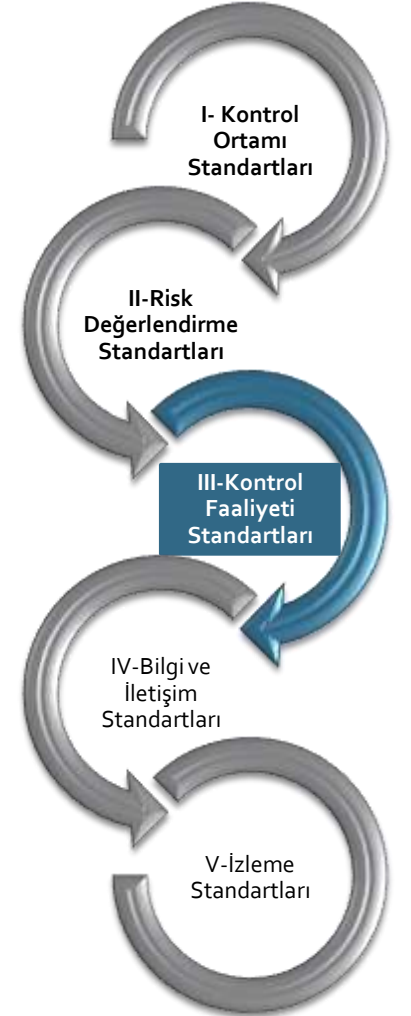 I- Kontrol
Ortamı
Standartları
II-Risk
Değerlendirme
Standartları
III-Kontrol
Faaliyeti
Standartları
IV-Bilgi ve
İletişim
Standartları
V-İzleme
Standartları